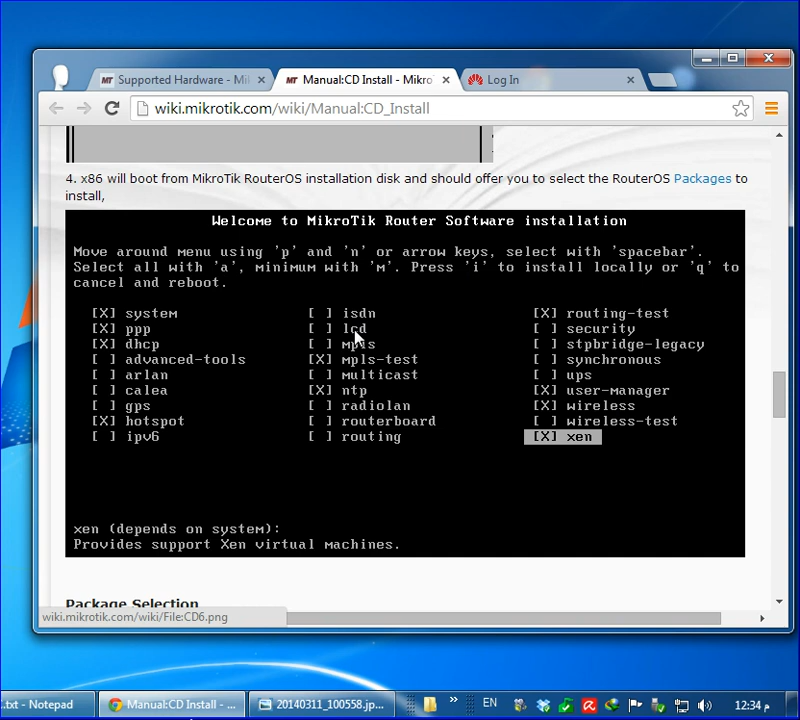 Supported Hardware - Mi
Manual:CD Install - Mikro
Log In
wiki.mikrotik.com/wiki/Manual:CD_Install
4. x86 will boot from MikroTik RouterOS installation disk and should offer you to select the RouterOS Packages to
install,
Welcome to MikroTik Router Software installation
Move around menu using 'p' and 'n' or arrow keys, select with 'spacebar'.
Select all with 'a', minimum with 'm'. Press 'i' to install locally or 'q' to
cancel and reboot.
[X] system [ ] isdn [X] routing-test
[X] ppp [ ] lcd [ ] security
[X] dhcp [ ] mpls [ ] stpbridge-legacy
[ ] advanced-tools [X] mpls-test [ ] synchronous
[ ] arlan [ ] multicast [ ] ups
[ ] calea [X] ntp [X] user-manager
[ ] gps [ ] radiolan [X] wireless
[X] hotspot [ ] routerboard [ ] wireless-test
[ ] ipv6 [ ] routing [X] xen
xen (depends on system):
Provides support Xen virtual machines.
Package Selection
wiki.mikrotik.com/wiki/File:CD6.png
.txt - Notepad
Manual:CD Install - ...
20140311_100558.jp...
EN
12:34 م